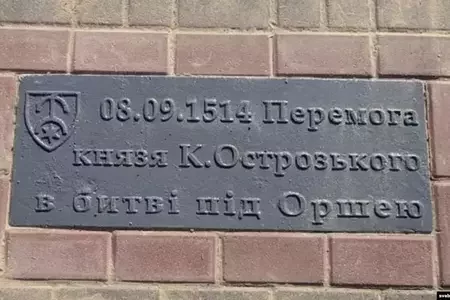 08.09.1514 Перемога
князя К.Острозького
в битві під Оршею